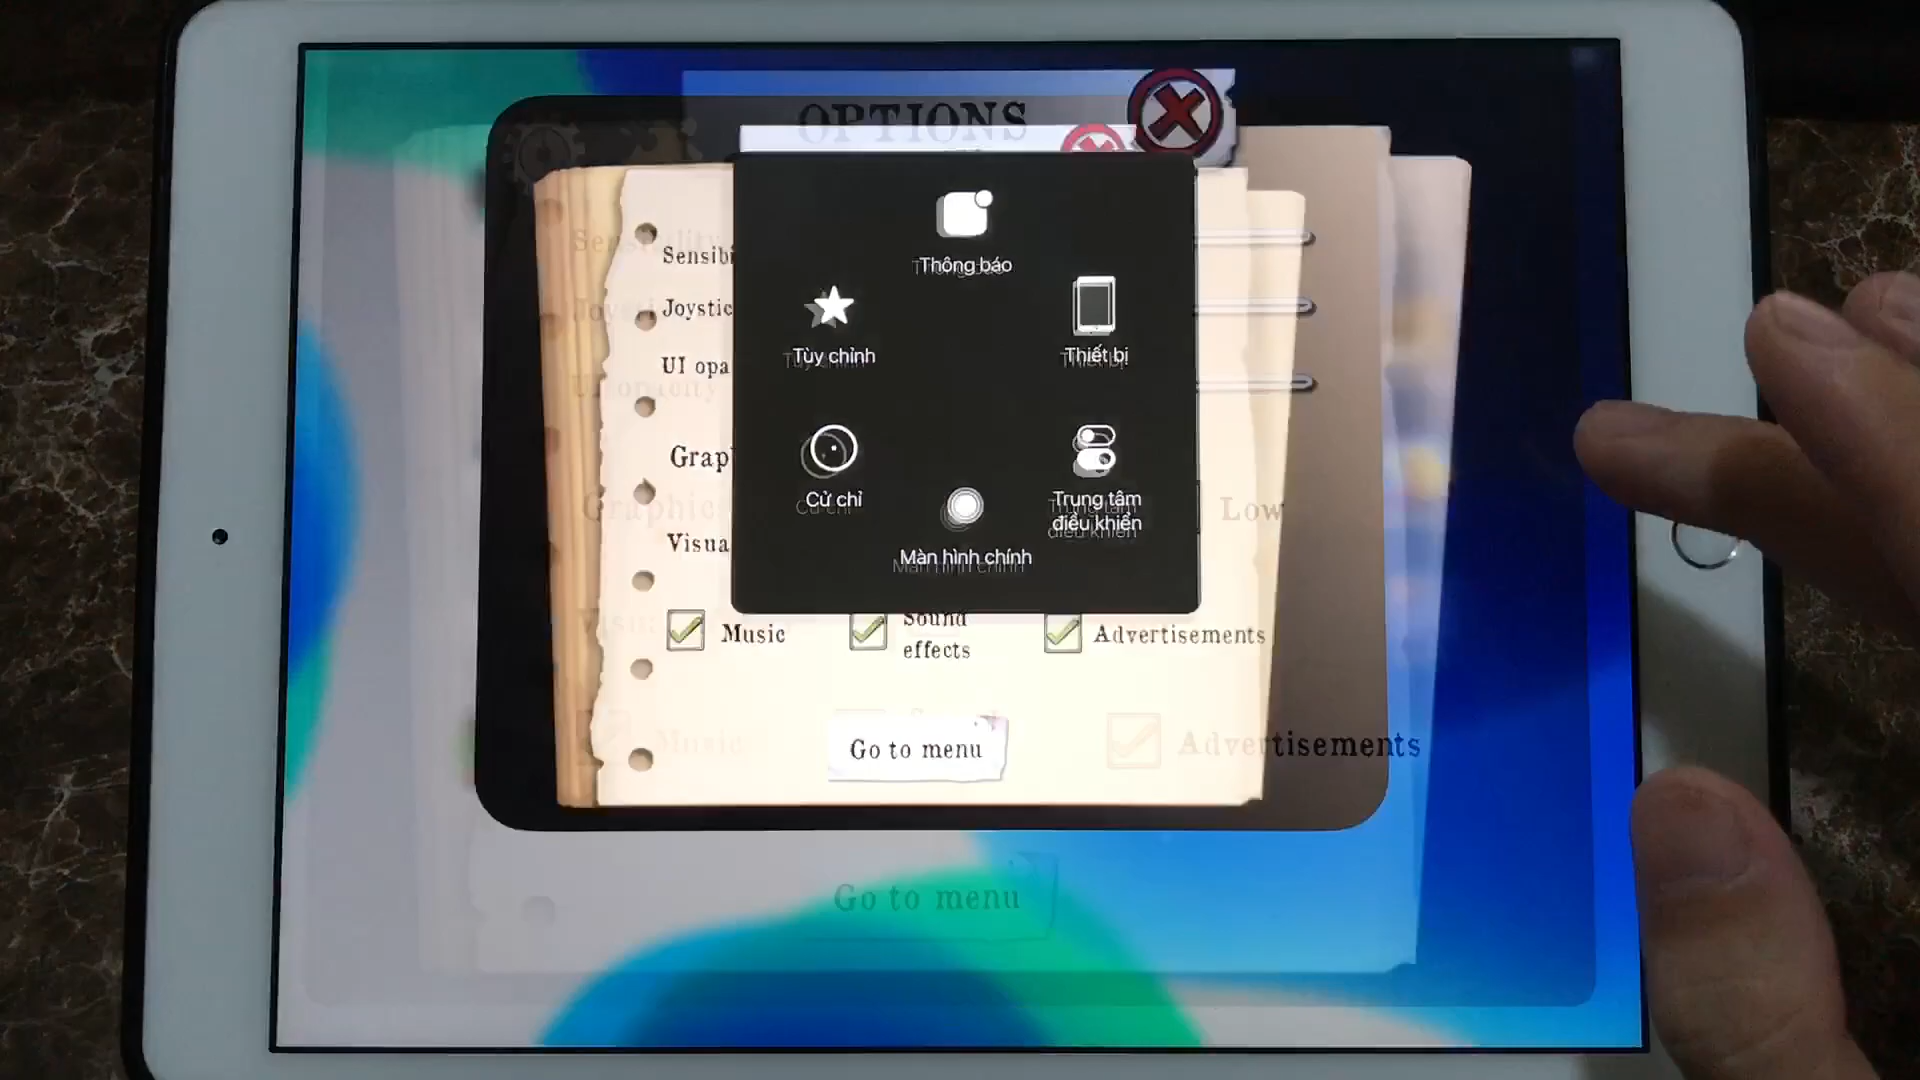 OPTIONS
Sensibi
Joystic
UI opa
Grap
Visua
Thông báo
Tùy chỉnh
Thiết bị
Cử chỉ
Trung tâm
điều khiển
Màn hình chính
Low
Music
Sound
effects
Advertisements
Go to menu
Advertisements
Go to menu